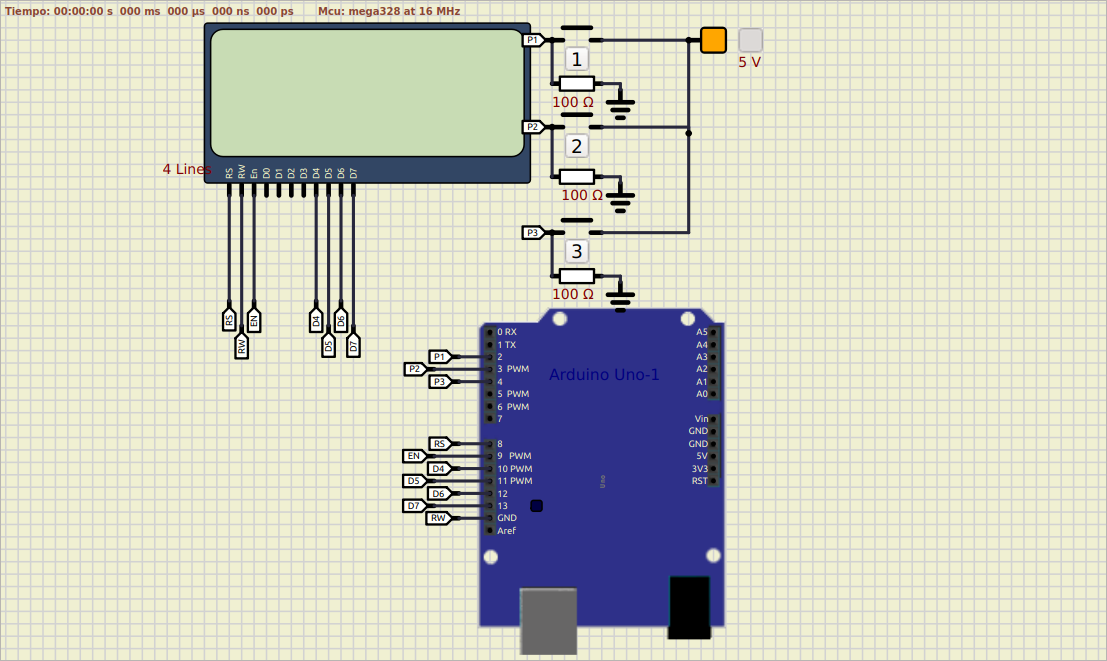 Tiempo: 00:00:00 s 000 ms 000 µs 000 ns 000 ps Mcu: mega328 at 16 MHz
P1
1
5 V
100 Ω
P2
2
4 Lines
RS RW En D0 D1 D2 D3 D4 D5 D6 D7
100 Ω
P3
3
100 Ω
RS EN D4 D6
RW D5 D7
0 RX A5
1 TX A4
P1 2 A3
P2 3 PWM A2
Arduino Uno-1
P3 4 A1
5 PWM A0
6 PWM
7 Vin
GND
RS 8 GND
EN 9 PWM 5V
D4 10 PWM 3V3
D5 11 PWM RST
Uno
D6 12
D7 13
RW GND
Aref